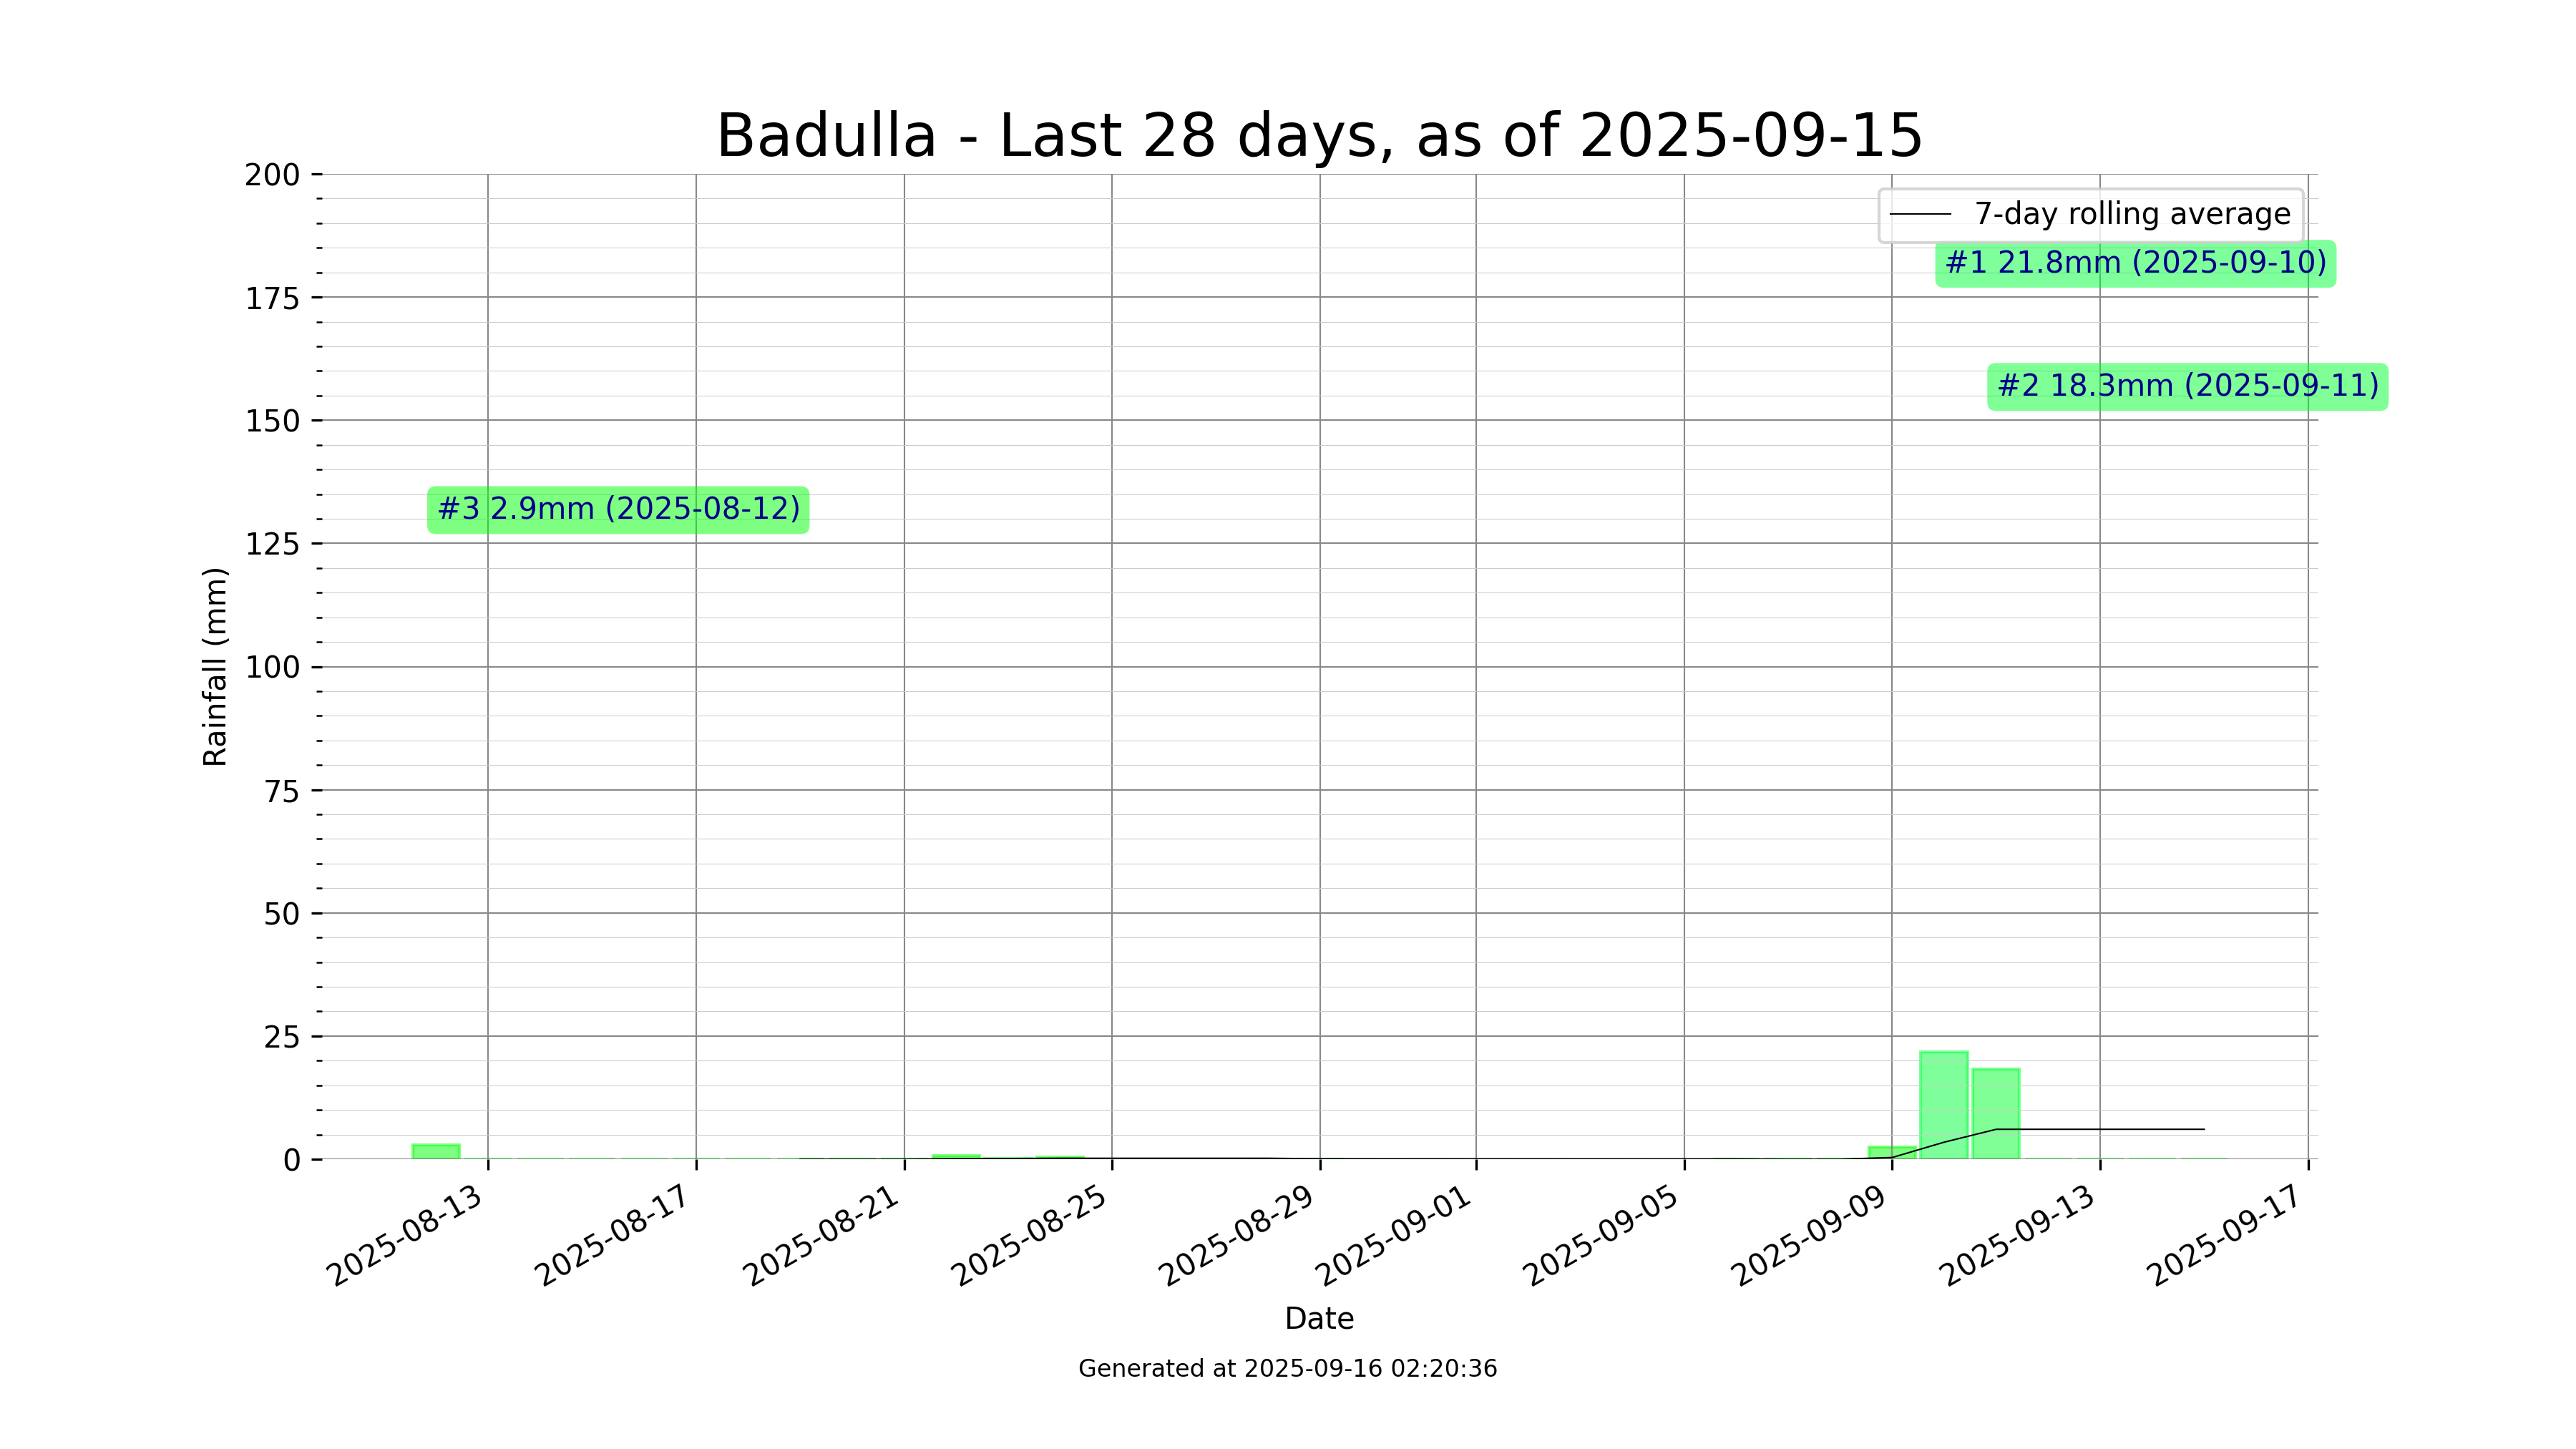 Badulla - Last 28 days, as of 2025-09-15
200
175
150
125
100
75
50
25
0
Rainfall (mm)
7-day rolling average
#1 21.8mm (2025-09-10)
#2 18.3mm (2025-09-11)
#3 2.9mm (2025-08-12)
2025-08-13
2025-08-17
2025-08-21
2025-08-25
2025-08-29
2025-09-01
2025-09-05
2025-09-09
2025-09-13
2025-09-17
Date
Generated at 2025-09-16 02:20:36